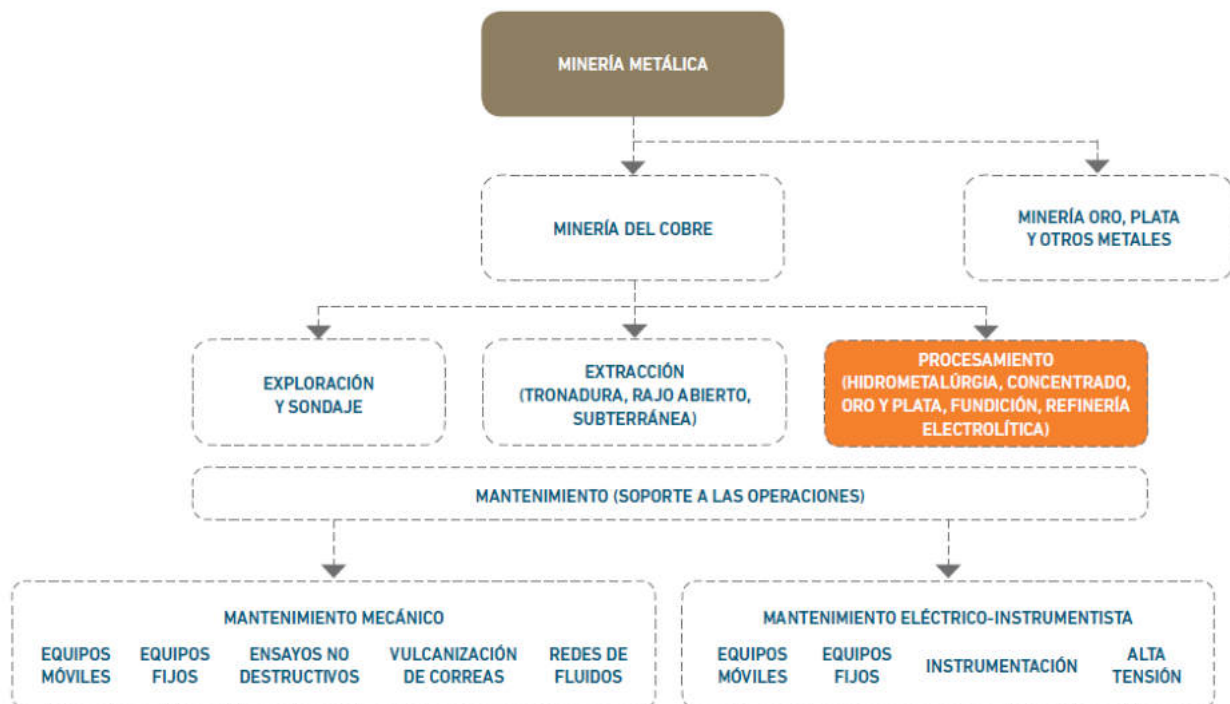 MINERÍA METÁLICA
MINERÍA DEL COBRE
MINERÍA ORO, PLATA
Y OTROS METALES
EXPLORACIÓN
Y SONDAJE
EXTRACCIÓN
(TRONADURA, RAJO ABIERTO,
SUBTERRÁNEA)
PROCESAMIENTO
(HIDROMETALÚRGIA, CONCENTRADO,
ORO Y PLATA, FUNDICIÓN, REFINERÍA
ELECTROLÍTICA)
MANTENIMIENTO (SOPORTE A LAS OPERACIONES)
MANTENIMIENTO MECÁNICO
EQUIPOS
MÓVILES
EQUIPOS
FIJOS
ENSAYOS NO
DESTRUCTIVOS
VULCANIZACIÓN
DE CORREAS
REDES DE
FLUIDOS
MANTENIMIENTO ELÉCTRICO-INSTRUMENTISTA
EQUIPOS
MÓVILES
EQUIPOS
FIJOS
INSTRUMENTACIÓN
ALTA
TENSIÓN